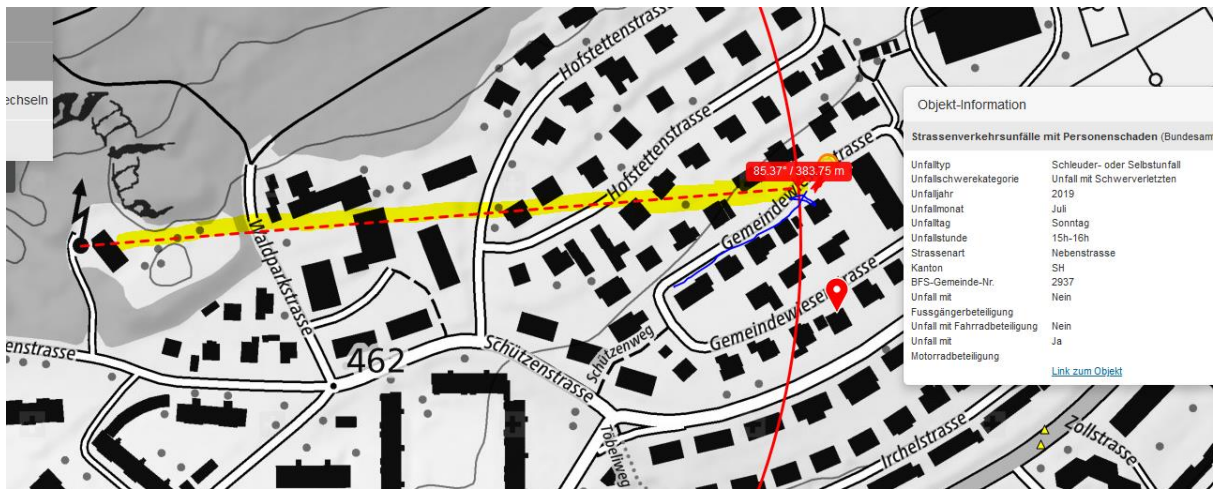 echseln
Hofstettenstrasse
Hofstettenstrasse
Gemeindewiesenstrasse
85.37° / 383.75 m
Waldparkstrasse
462
enstrasse
Schützenstrasse
Schützenweg
Gemeindewiesenstrasse
Töbeliweg
Irchelstrasse
Zollstrasse
Objekt-Information
Strassenverkehrsunfälle mit Personenschaden (Bundesam
Unfalltyp Schleuder- oder Selbstunfall
Unfallschwerekategorie Unfall mit Schwerverletzten
Unfalljahr 2019
Unfallmonat Juli
Unfalltag Sonntag
Unfallstunde 15h-16h
Strassenart Nebenstrasse
Kanton SH
BFS-Gemeinde-Nr. 2937
Unfall mit Nein
Fussgängerbeteiligung
Unfall mit Fahrradbeteiligung Nein
Unfall mit Ja
Motorradbeteiligung
Link zum Objekt